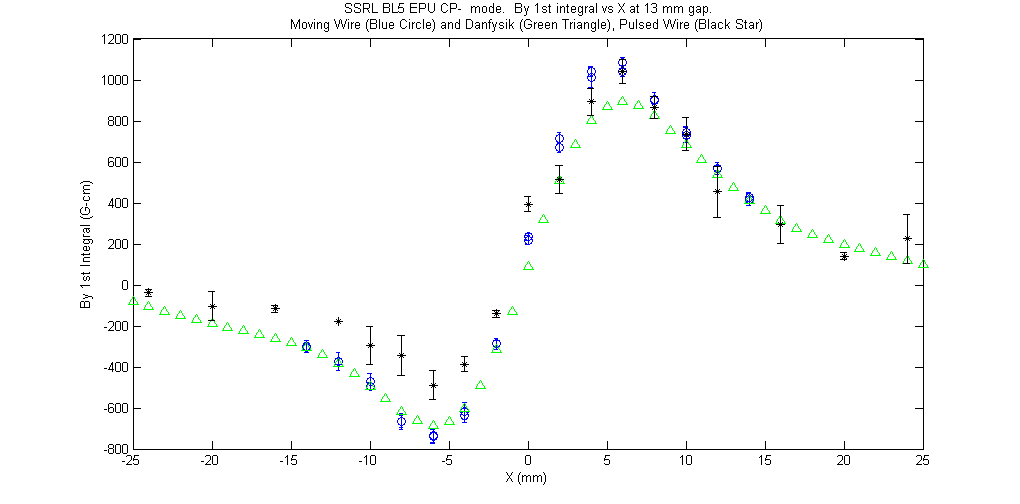 SSRL BL5 EPU CP-  mode.  By 1st integral vs X at 13 mm gap.
Moving Wire (Blue Circle) and Danfysik (Green Triangle), Pulsed Wire (Black Star)
1200
1000
800
600
400
200
0
-200
-400
-600
-800
By 1st Integral (G-cm)
-25 -20 -15 -10 -5 0 5 10 15 20 25
X (mm)